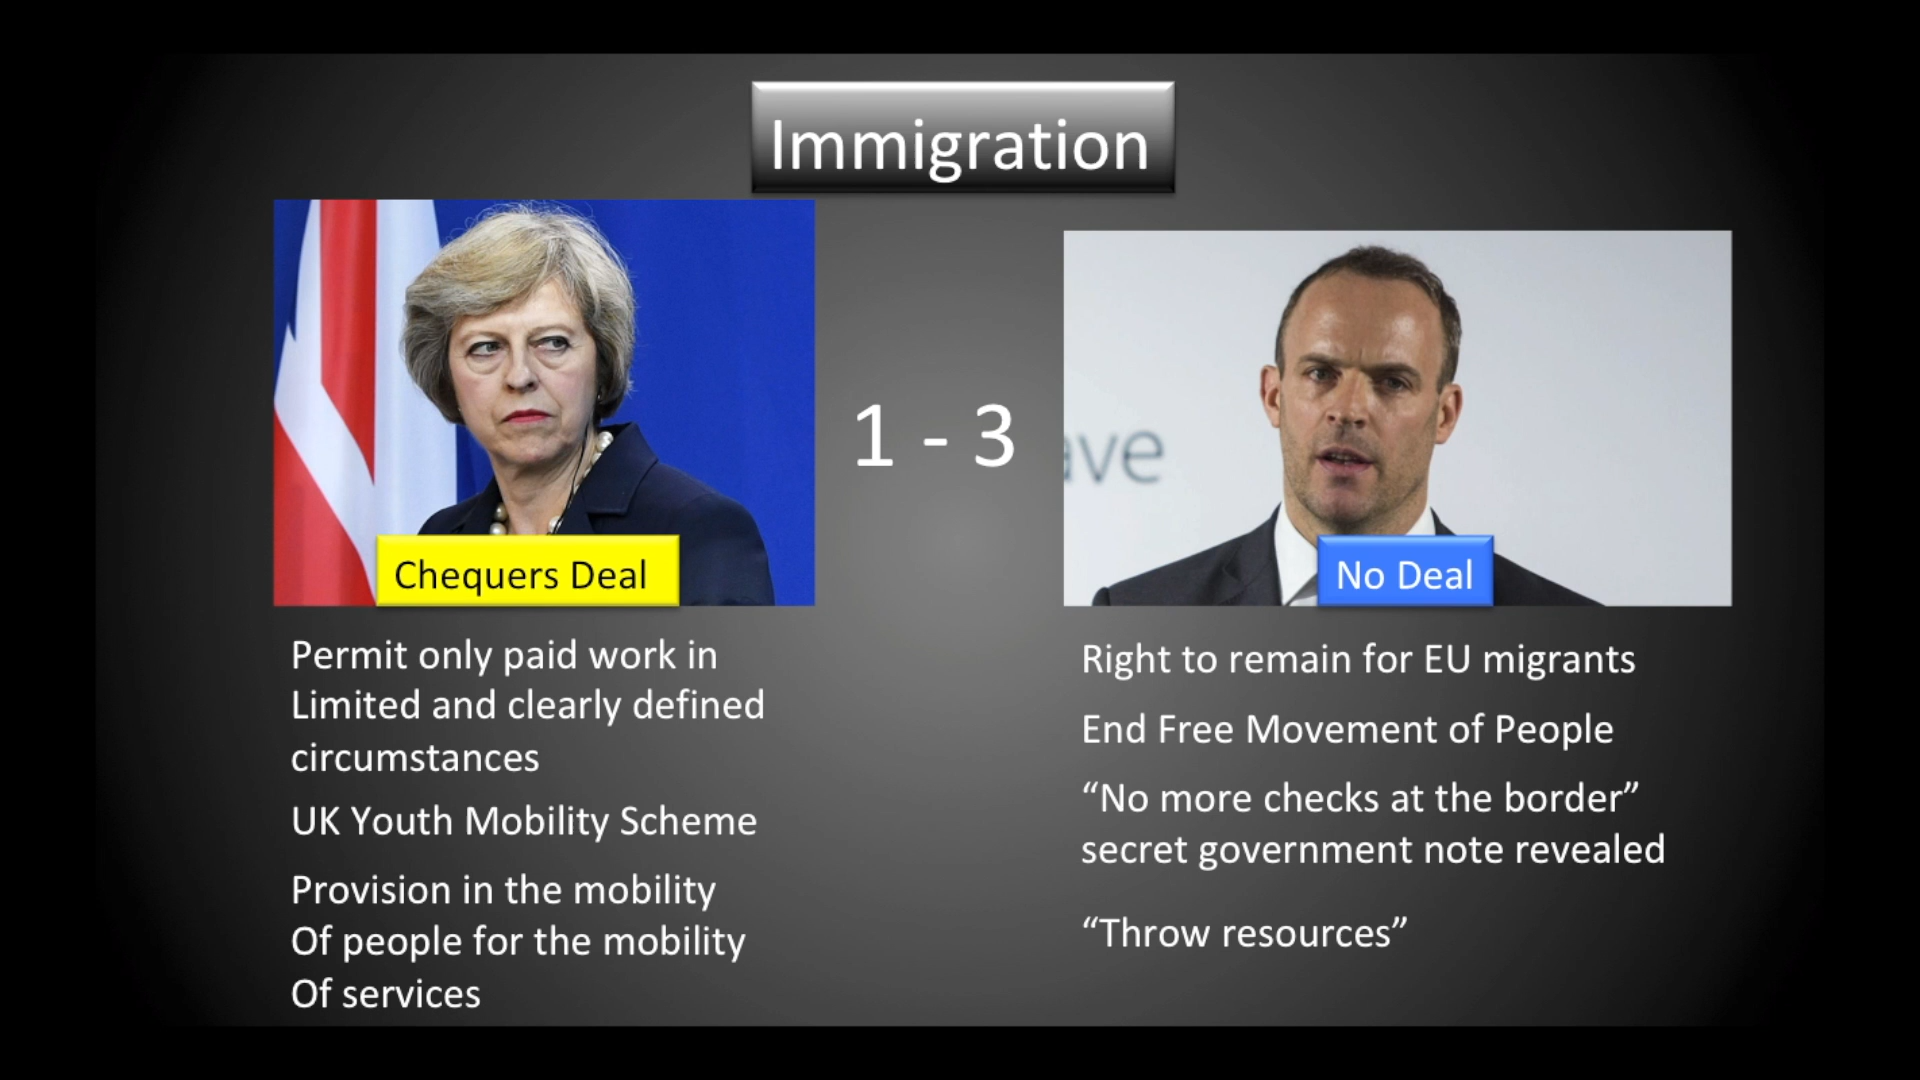 Immigration
1 - 3
ave
Chequers Deal
No Deal
Permit only paid work in
Limited and clearly defined
circumstances
UK Youth Mobility Scheme
Provision in the mobility
Of people for the mobility
Of services
Right to remain for EU migrants
End Free Movement of People
“No more checks at the border”
secret government note revealed
“Throw resources”